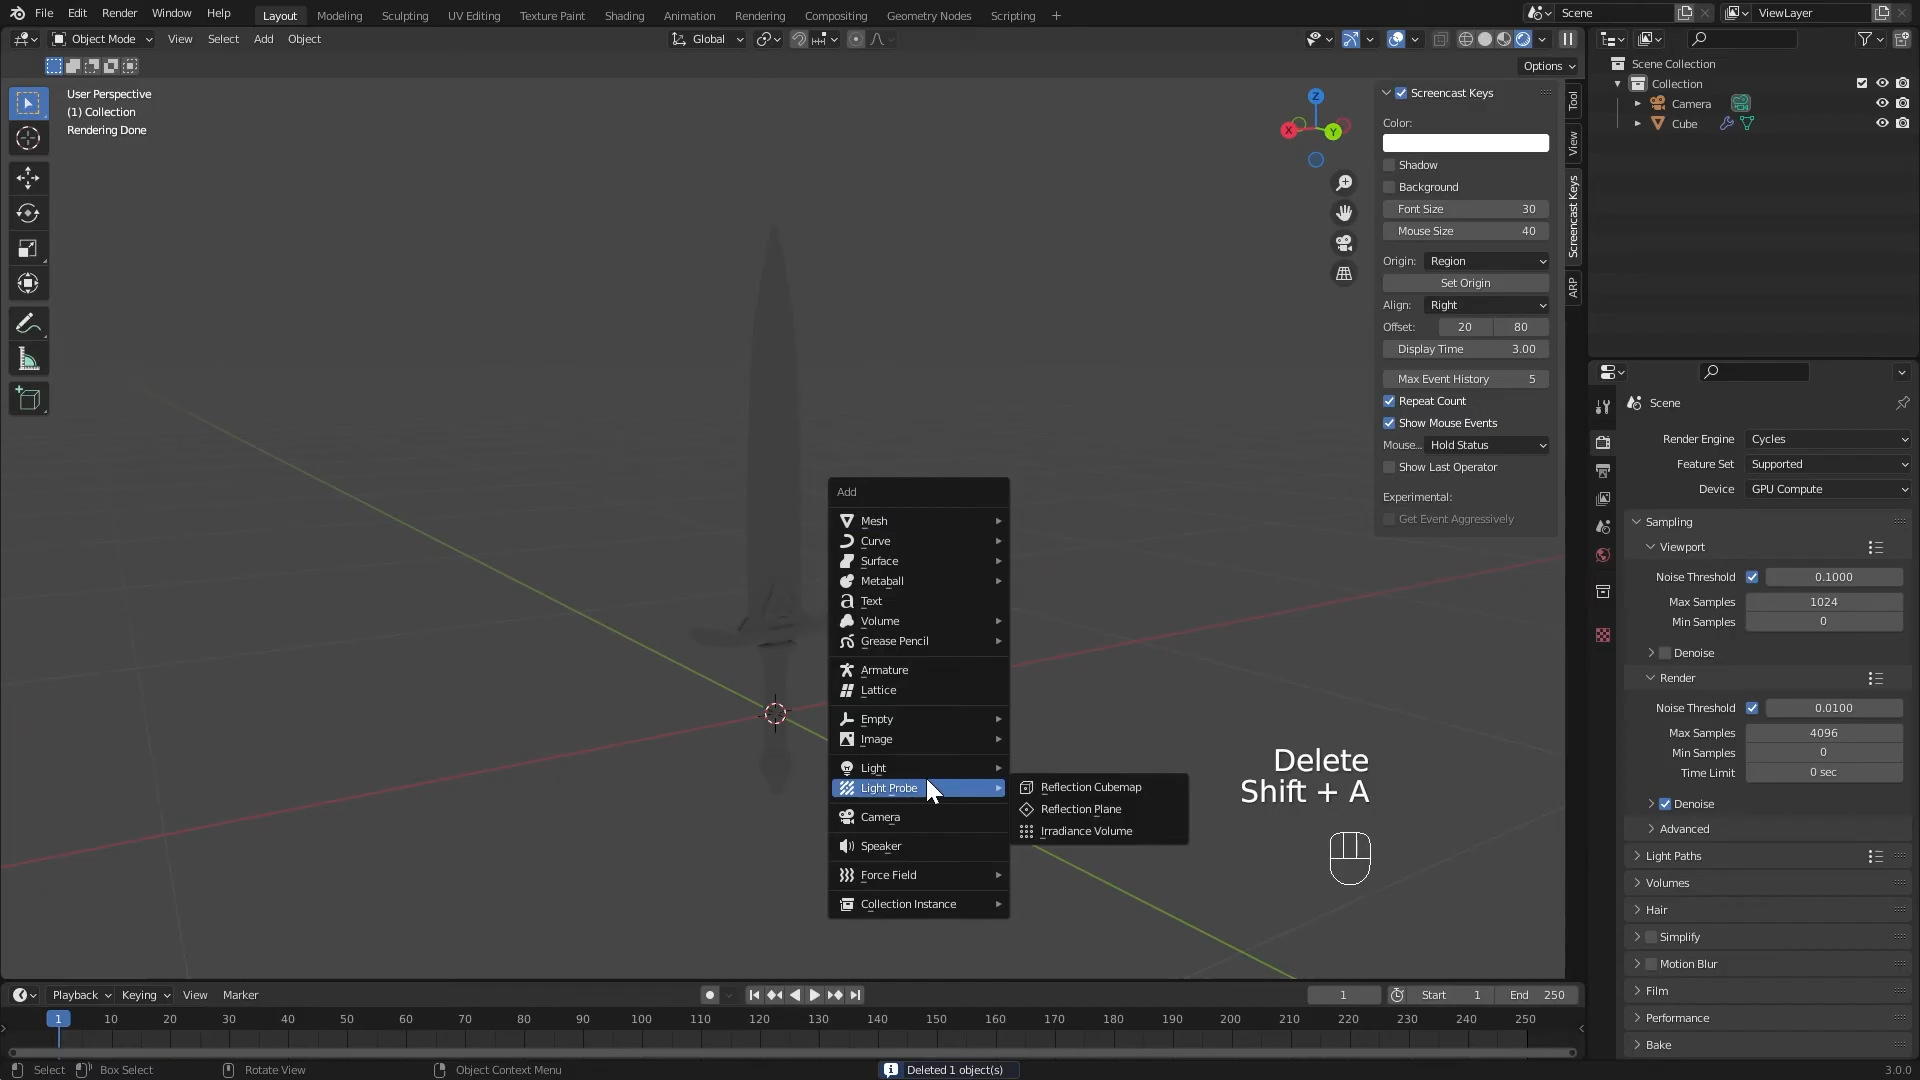 File Edit Render Window Help
Layout Modeling Sculpting UV Editing Texture Paint Shading Animation Rendering Compositing Geometry Nodes Scripting +
Scene
ViewLayer
Object Mode View Select Add Object
Global
Options
User Perspective
(1) Collection
Rendering Done
Z
X
Y
Screencast Keys
Color:
Shadow
Background
Font Size 30
Mouse Size 40
Origin: Region
Set Origin
Align: Right
Offset: 20 80
Display Time 3.00
Max Event History 5
Repeat Count
Show Mouse Events
Mouse... Hold Status
Show Last Operator
Experimental:
Get Event Aggressively
Tool
View
Screencast Keys
ARP
Scene Collection
Collection
Camera
Cube
Scene
Render Engine Cycles
Feature Set Supported
Device GPU Compute
Sampling
Viewport
Noise Threshold 0.1000
Max Samples 1024
Min Samples 0
Denoise
Render
Noise Threshold 0.0100
Max Samples 4096
Min Samples 0
Time Limit 0 sec
Denoise
Advanced
Light Paths
Volumes
Hair
Simplify
Motion Blur
Film
Performance
Bake
Add
Mesh
Curve
Surface
Metaball
Text
Volume
Grease Pencil
Armature
Lattice
Empty
Image
Light
Light Probe
Camera
Speaker
Force Field
Collection Instance
Reflection Cubemap
Reflection Plane
Irradiance Volume
Delete
Shift + A
Playback Keying View Marker
1
Start 1
End 250
1 10 20 30 40 50 60 70 80 90 100 110 120 130 140 150 160 170 180 190 200 210 220 230 240 250
Select Box Select Rotate View Object Context Menu
Deleted 1 object(s)
3.0.0